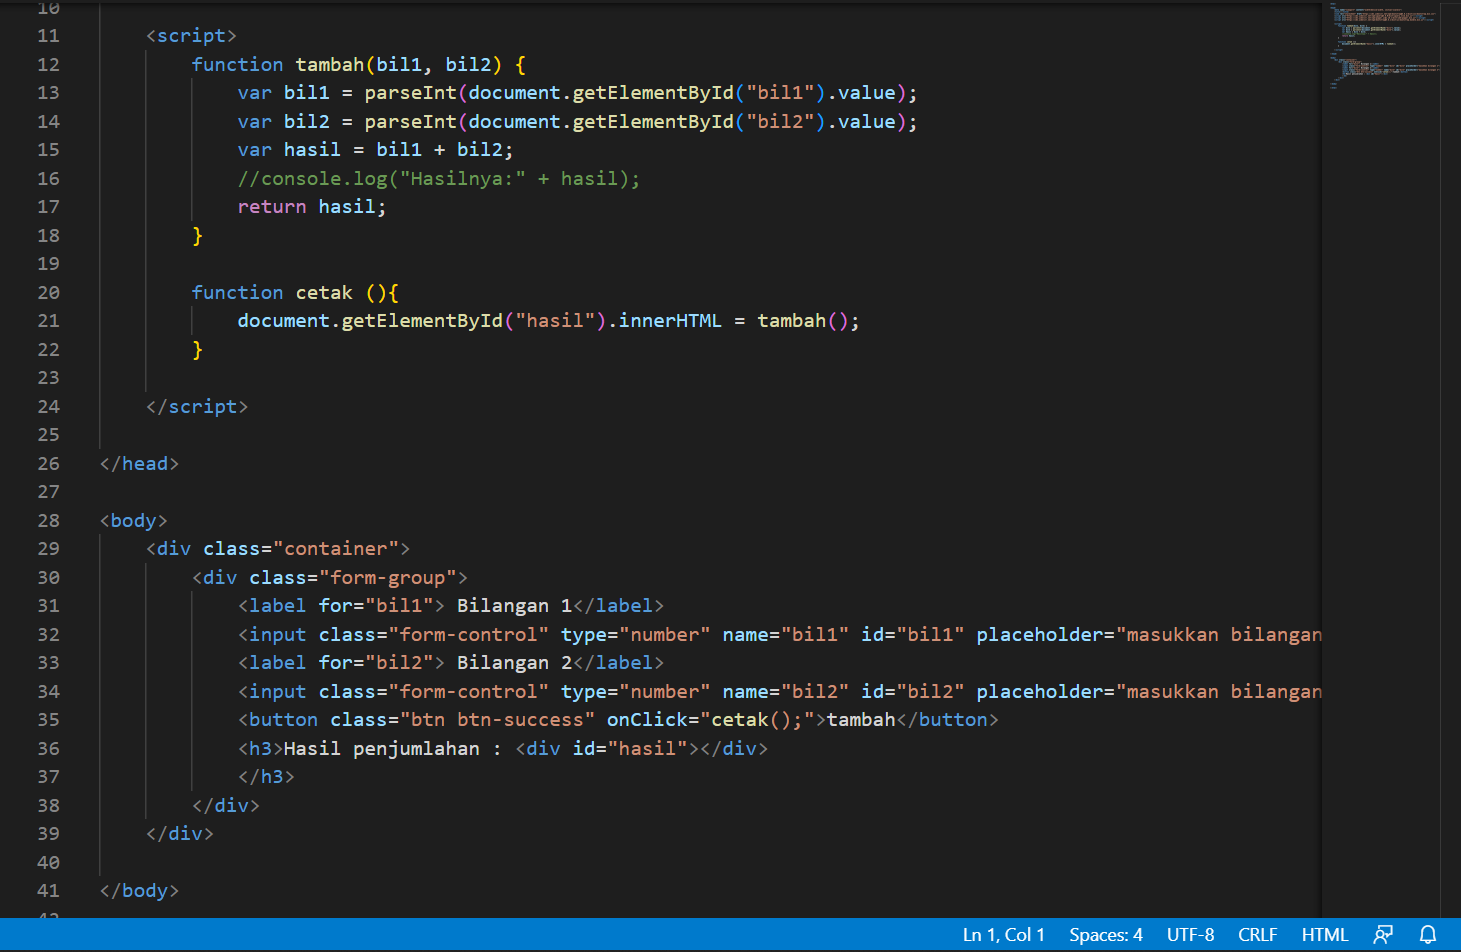 10
11 <script>
12 function tambah(bil1, bil2) {
13 var bil1 = parseInt(document.getElementById("bil1").value);
14 var bil2 = parseInt(document.getElementById("bil2").value);
15 var hasil = bil1 + bil2;
16 //console.log("Hasilnya:" + hasil);
17 return hasil;
18 }
19
20 function cetak (){
21 document.getElementById("hasil").innerHTML = tambah();
22 }
23
24 </script>
25
26 </head>
27
28 <body>
29 <div class="container">
30 <div class="form-group">
31 <label for="bil1"> Bilangan 1</label>
32 <input class="form-control" type="number" name="bil1" id="bil1" placeholder="masukkan bilangan
33 <label for="bil2"> Bilangan 2</label>
34 <input class="form-control" type="number" name="bil2" id="bil2" placeholder="masukkan bilangan
35 <button class="btn btn-success" onClick="cetak();">tambah</button>
36 <h3>Hasil penjumlahan : <div id="hasil"></div>
37 </h3>
38 </div>
39 </div>
40
41 </body>
Ln 1, Col 1 Spaces: 4 UTF-8 CRLF HTML